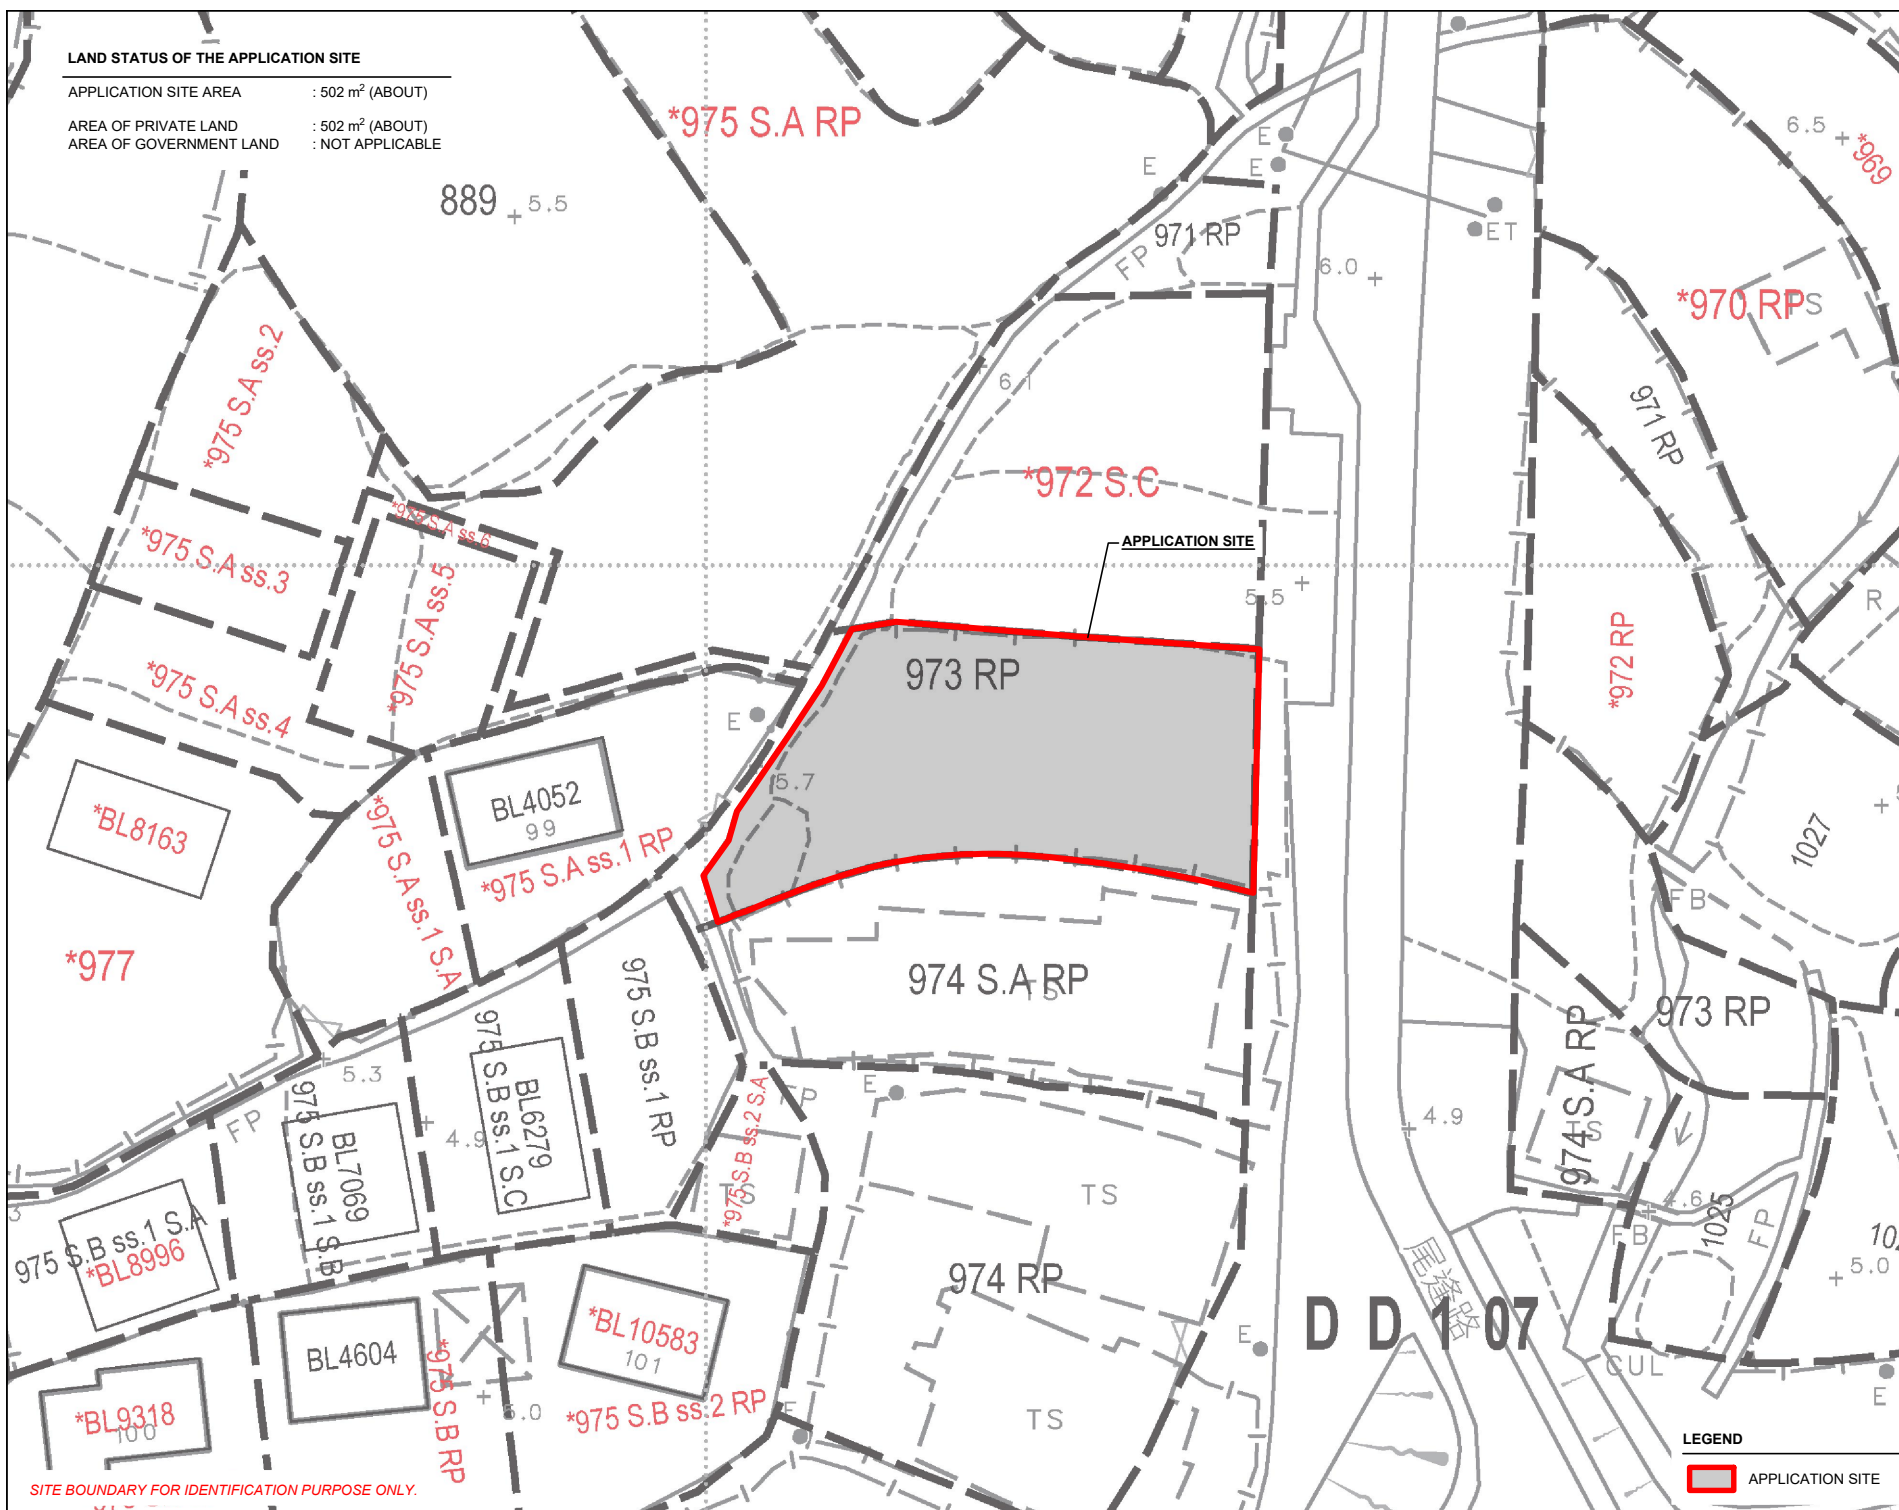 LAND STATUS OF THE APPLICATION SITE
APPLICATION SITE AREA : 502 m² (ABOUT)
AREA OF PRIVATE LAND : 502 m² (ABOUT)
AREA OF GOVERNMENT LAND : NOT APPLICABLE
*975 S.A RP
6.5
*969
E
E
E
889
5.5
ET
971 RP
FP
6.0
*970 RP
TS
*975 S.A ss.2
6.1
971 RP
*972 S.C
*975 S.A ss.6
*975 S.A ss.3
APPLICATION SITE
*975 S.A ss.5
5.5
R
973 RP
*972 RP
*975 S.A ss.4
E
5.7
BL4052
99
*BL8163
*975 S.A ss.1 S.A
*975 S.A ss.1 RP
1027
FB
*977
974 S.A RP
TS
975 S.B ss.1 RP
973 RP
975 S.B ss.1 S.C
BL6279
5.3
974 S.A RP
TS
975 S.B ss.1 S.B
BL7069
FP
4.9
*975 S.B ss.2 S.A
FP
E
4.9
TS
TS
4.6
1025
FP
FB
975 S.B ss.1 S.A
*BL8996
974 RP
尾逢路
5.0
DD 107
*BL10583
101
E
BL4604
CUL
E
*975 S.B RP
5.0
*975 S.B ss.2 RP
E
TS
*BL9318
100
LEGEND
APPLICATION SITE
SITE BOUNDARY FOR IDENTIFICATION PURPOSE ONLY.